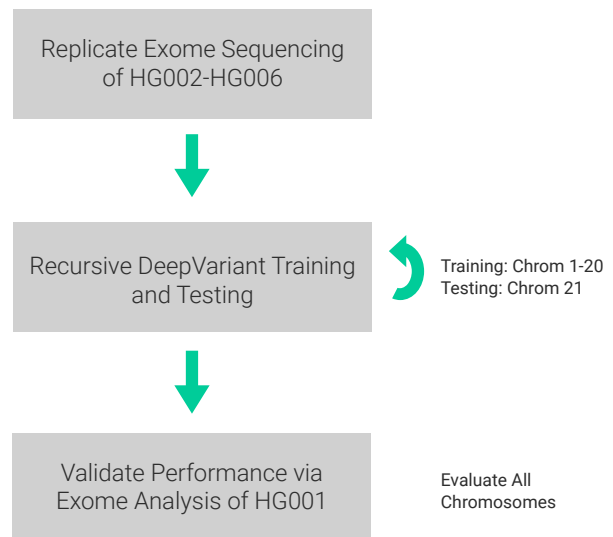 Replicate Exome Sequencing
of HG002-HG006
Recursive DeepVariant Training
and Testing
Training: Chrom 1-20
Testing: Chrom 21
Validate Performance via
Exome Analysis of HG001
Evaluate All
Chromosomes